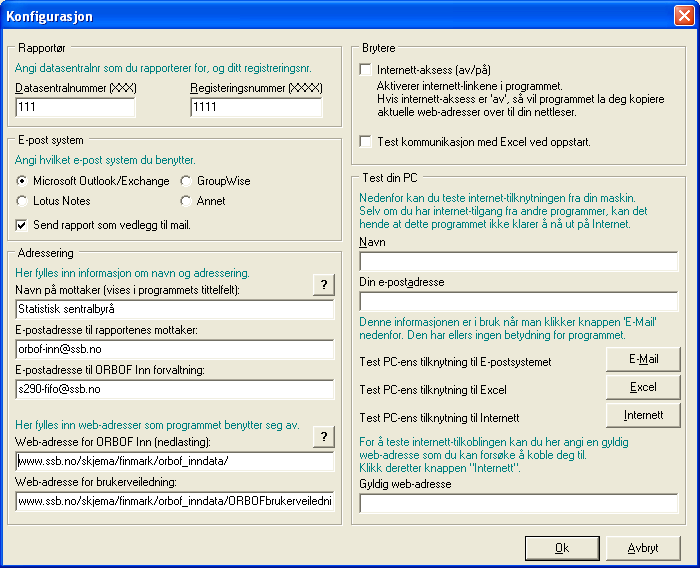 Konfigurasjon
Rapportør
Angi datasentralnr som du rapporterer for, og ditt registreringsnr.
Datasentralnummer (XXX)
Registeringsnummer (XXXX)
111
1111
E-post system
Angi hvilket e-post system du benytter.
Microsoft Outlook/Exchange
GroupWise
Lotus Notes
Annet
Send rapport som vedlegg til mail.
Adressering
Her fylles inn informasjon om navn og adressering.
Navn på mottaker (vises i programmets tittelfelt):
?
Statistisk sentralbyrå
E-postadresse til rapportenes mottaker:
orbof-inn@ssb.no
E-postadresse til ORBOF Inn forvaltning:
s290-fifo@ssb.no
Her fylles inn web-adresser som programmet benytter seg av.
Web-adresse for ORBOF Inn (nedlasting):
?
www.ssb.no/skjema/finmark/orbof_inndata/
Web-adresse for brukerveiledning:
www.ssb.no/skjema/finmark/orbof_inndata/ORBOFbrukerveiledni
Brytere
Internett-aksess (av/på)
Aktiverer internett-linkene i programmet.
Hvis internett-aksess er 'av', så vil programmet la deg kopiere
aktuelle web-adresser over til din nettleser.
Test kommunikasjon med Excel ved oppstart.
Test din PC
Nedenfor kan du teste internet-tilknytningen fra din maskin.
Selv om du har internet-tilgang fra andre programmer, kan det
hende at dette programmet ikke klarer å nå ut på Internet.
Navn
Din e-postadresse
Denne informasjonen er i bruk når man klikker knappen 'E-Mail'
nedenfor. Den har ellers ingen betydning for programmet.
Test PC-ens tilknytning til E-postsystemet
E-Mail
Test PC-ens tilknytning til Excel
Excel
Test PC-ens tilknytning til Internett
Internett
For å teste internett-tilkoblingen kan du her angi en gyldig
web-adresse som du kan forsøke å koble deg til.
Klikk deretter knappen "Internett".
Gyldig web-adresse
Ok
Avbryt